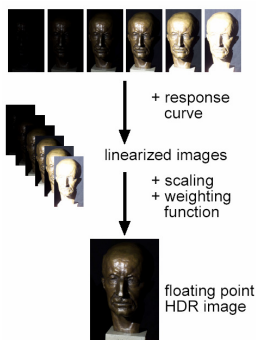 + response
curve
linearized images
+ scaling
+ weighting
function
floating point
HDR image